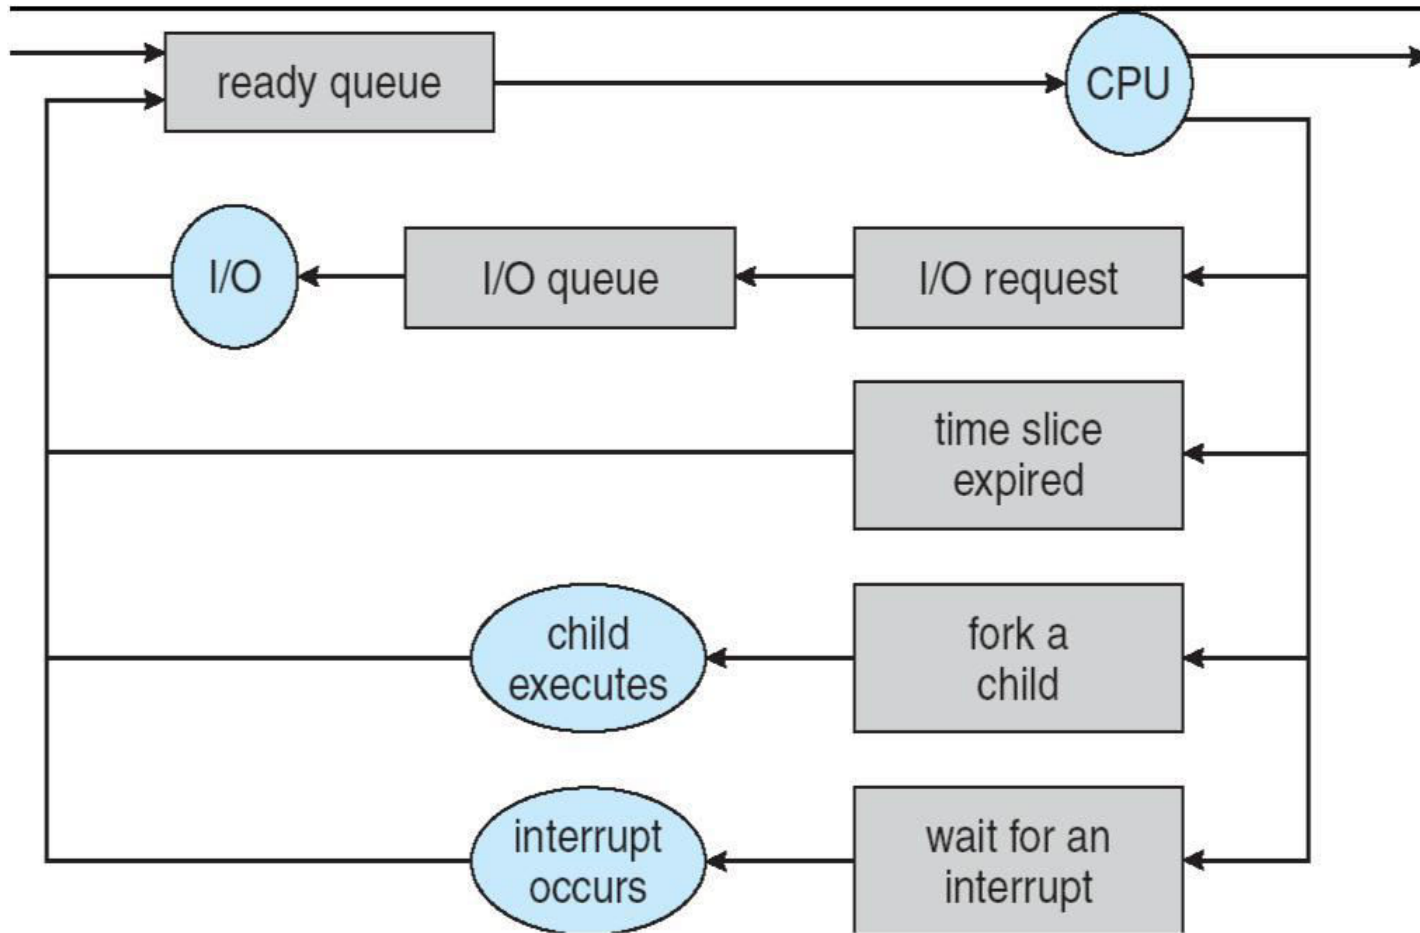 ready queue
CPU
I/O
I/O queue
I/O request
time slice
expired
child
executes
fork a
child
interrupt
occurs
wait for an
interrupt